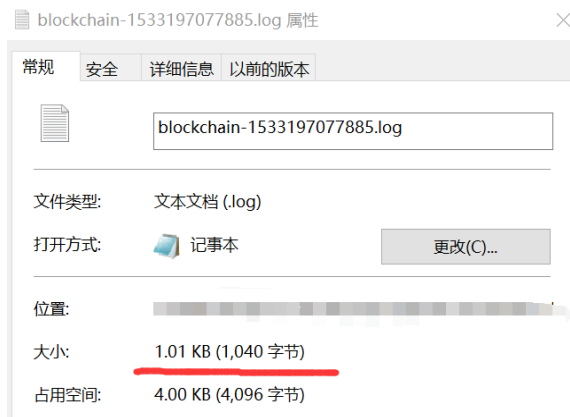 blockchain-1533197077885.log 属性
常规 安全 详细信息 以前的版本
blockchain-1533197077885.log
文件类型: 文本文档 (.log)
打开方式: 记事本 更改(C)...
位置:
大小: 1.01 KB (1,040 字节)
占用空间: 4.00 KB (4,096 字节)